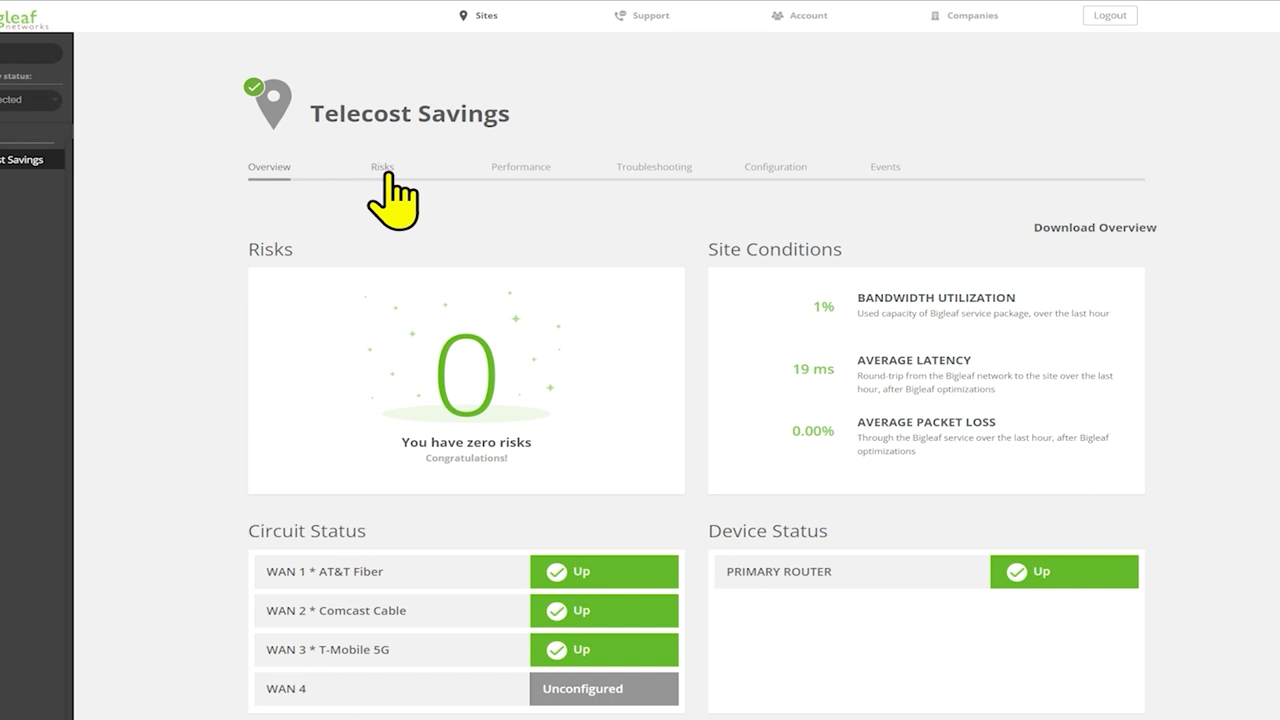 gleaf
networks
Sites
Support
Account
Companies
Logout
status:
Telecost Savings
st Savings
Overview
Risks
Performance
Troubleshooting
Configuration
Events
Download Overview
Risks
0
You have zero risks
Congratulations!
Site Conditions
1%
BANDWIDTH UTILIZATION
Used capacity of Bigleaf service package, over the last hour
19 ms
AVERAGE LATENCY
Round-trip from the Bigleaf network to the site over the last
hour, after Bigleaf optimizations
0.00%
AVERAGE PACKET LOSS
Through the Bigleaf service over the last hour, after Bigleaf
optimizations
Circuit Status
WAN 1 * AT&T Fiber
Up
WAN 2 * Comcast Cable
Up
WAN 3 * T-Mobile 5G
Up
WAN 4
Unconfigured
Device Status
PRIMARY ROUTER
Up